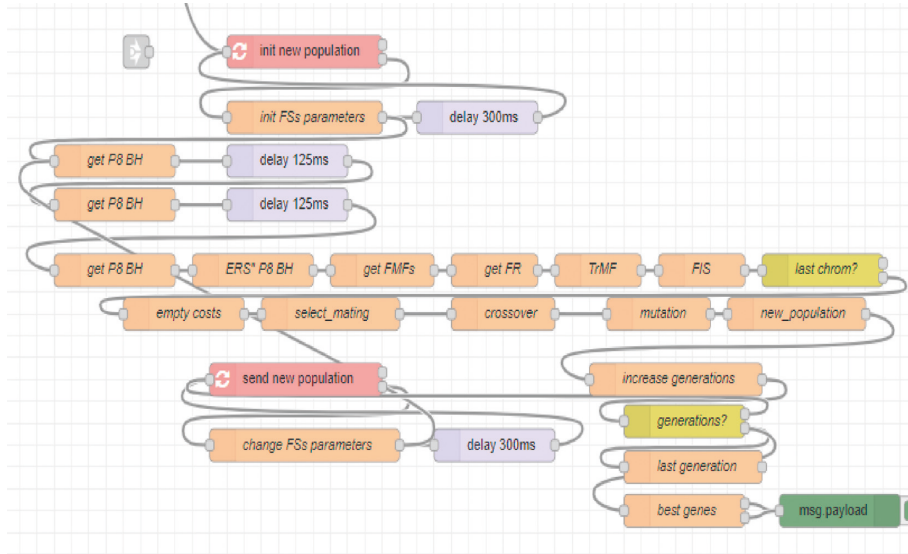 init new population
init FSs parameters
delay 300ms
get P8 BH
delay 125ms
get P8 BH
delay 125ms
get P8 BH
ERS" P8 BH
get FMFs
get FR
TrMF
FIS
last chrom?
empty costs
select_mating
crossover
mutation
new_population
send new population
increase generations
generations?
change FSs parameters
delay 300ms
last generation
best genes
msg.payload